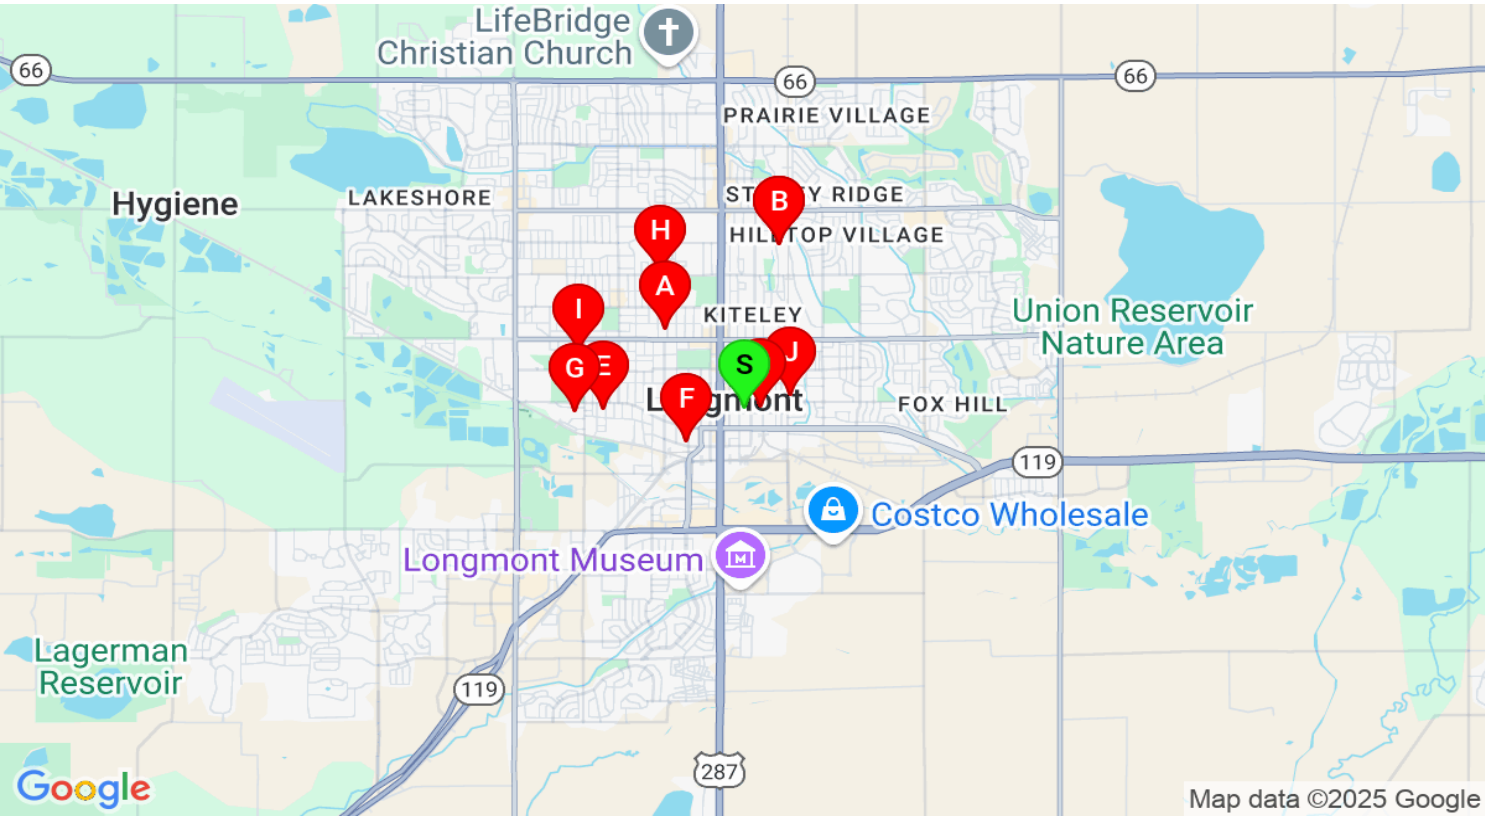 LifeBridge
Christian Church
66
66
66
PRAIRIE VILLAGE
Hygiene
LAKESHORE
B
HILLTOP VILLAGE
H
A
I
KITELEY
Union Reservoir
Nature Area
J
S
G
E
F
Longmont
FOX HILL
119
Costco Wholesale
Longmont Museum
M
Lagerman
Reservoir
119
287
Google
Map data ©2025 Google